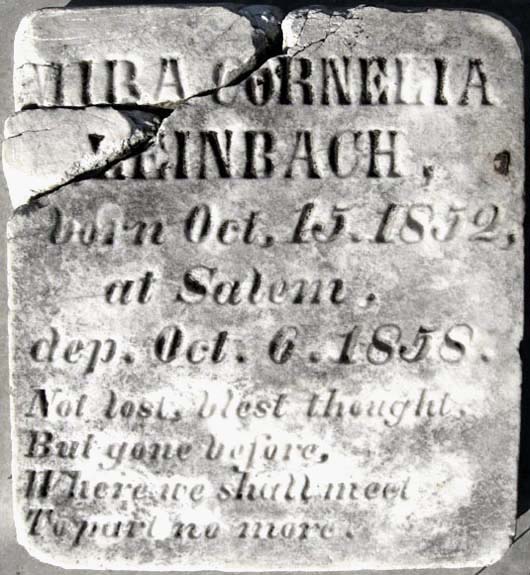 MIRA CORNELIA
LEINBACH,
born Oct, 15. 1852,
at Salem.
dep. Oct. 6. 1858.
Not lost, blest thought,
But gone before,
Where we shall meet
To part no more.